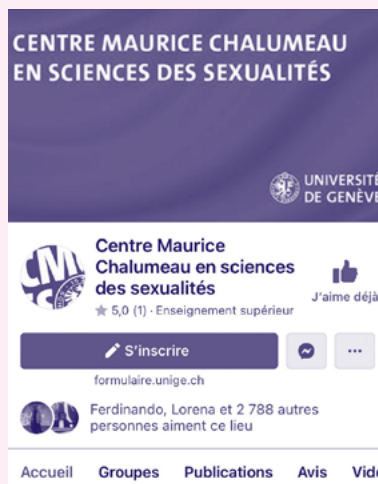 CENTRE MAURICE CHALUMEAU
EN SCIENCES DES SEXUALITÉS
UNIVERSITÉ
DE GENÈVE
CM
Centre Maurice
Chalumeau en sciences
des sexualités
5,0 (1) · Enseignement supérieur
J'aime déjà
S'inscrire
...
formulaire.unige.ch
Ferdinando, Lorena et 2 788 autres
personnes aiment ce lieu
Accueil Groupes Publications Avis